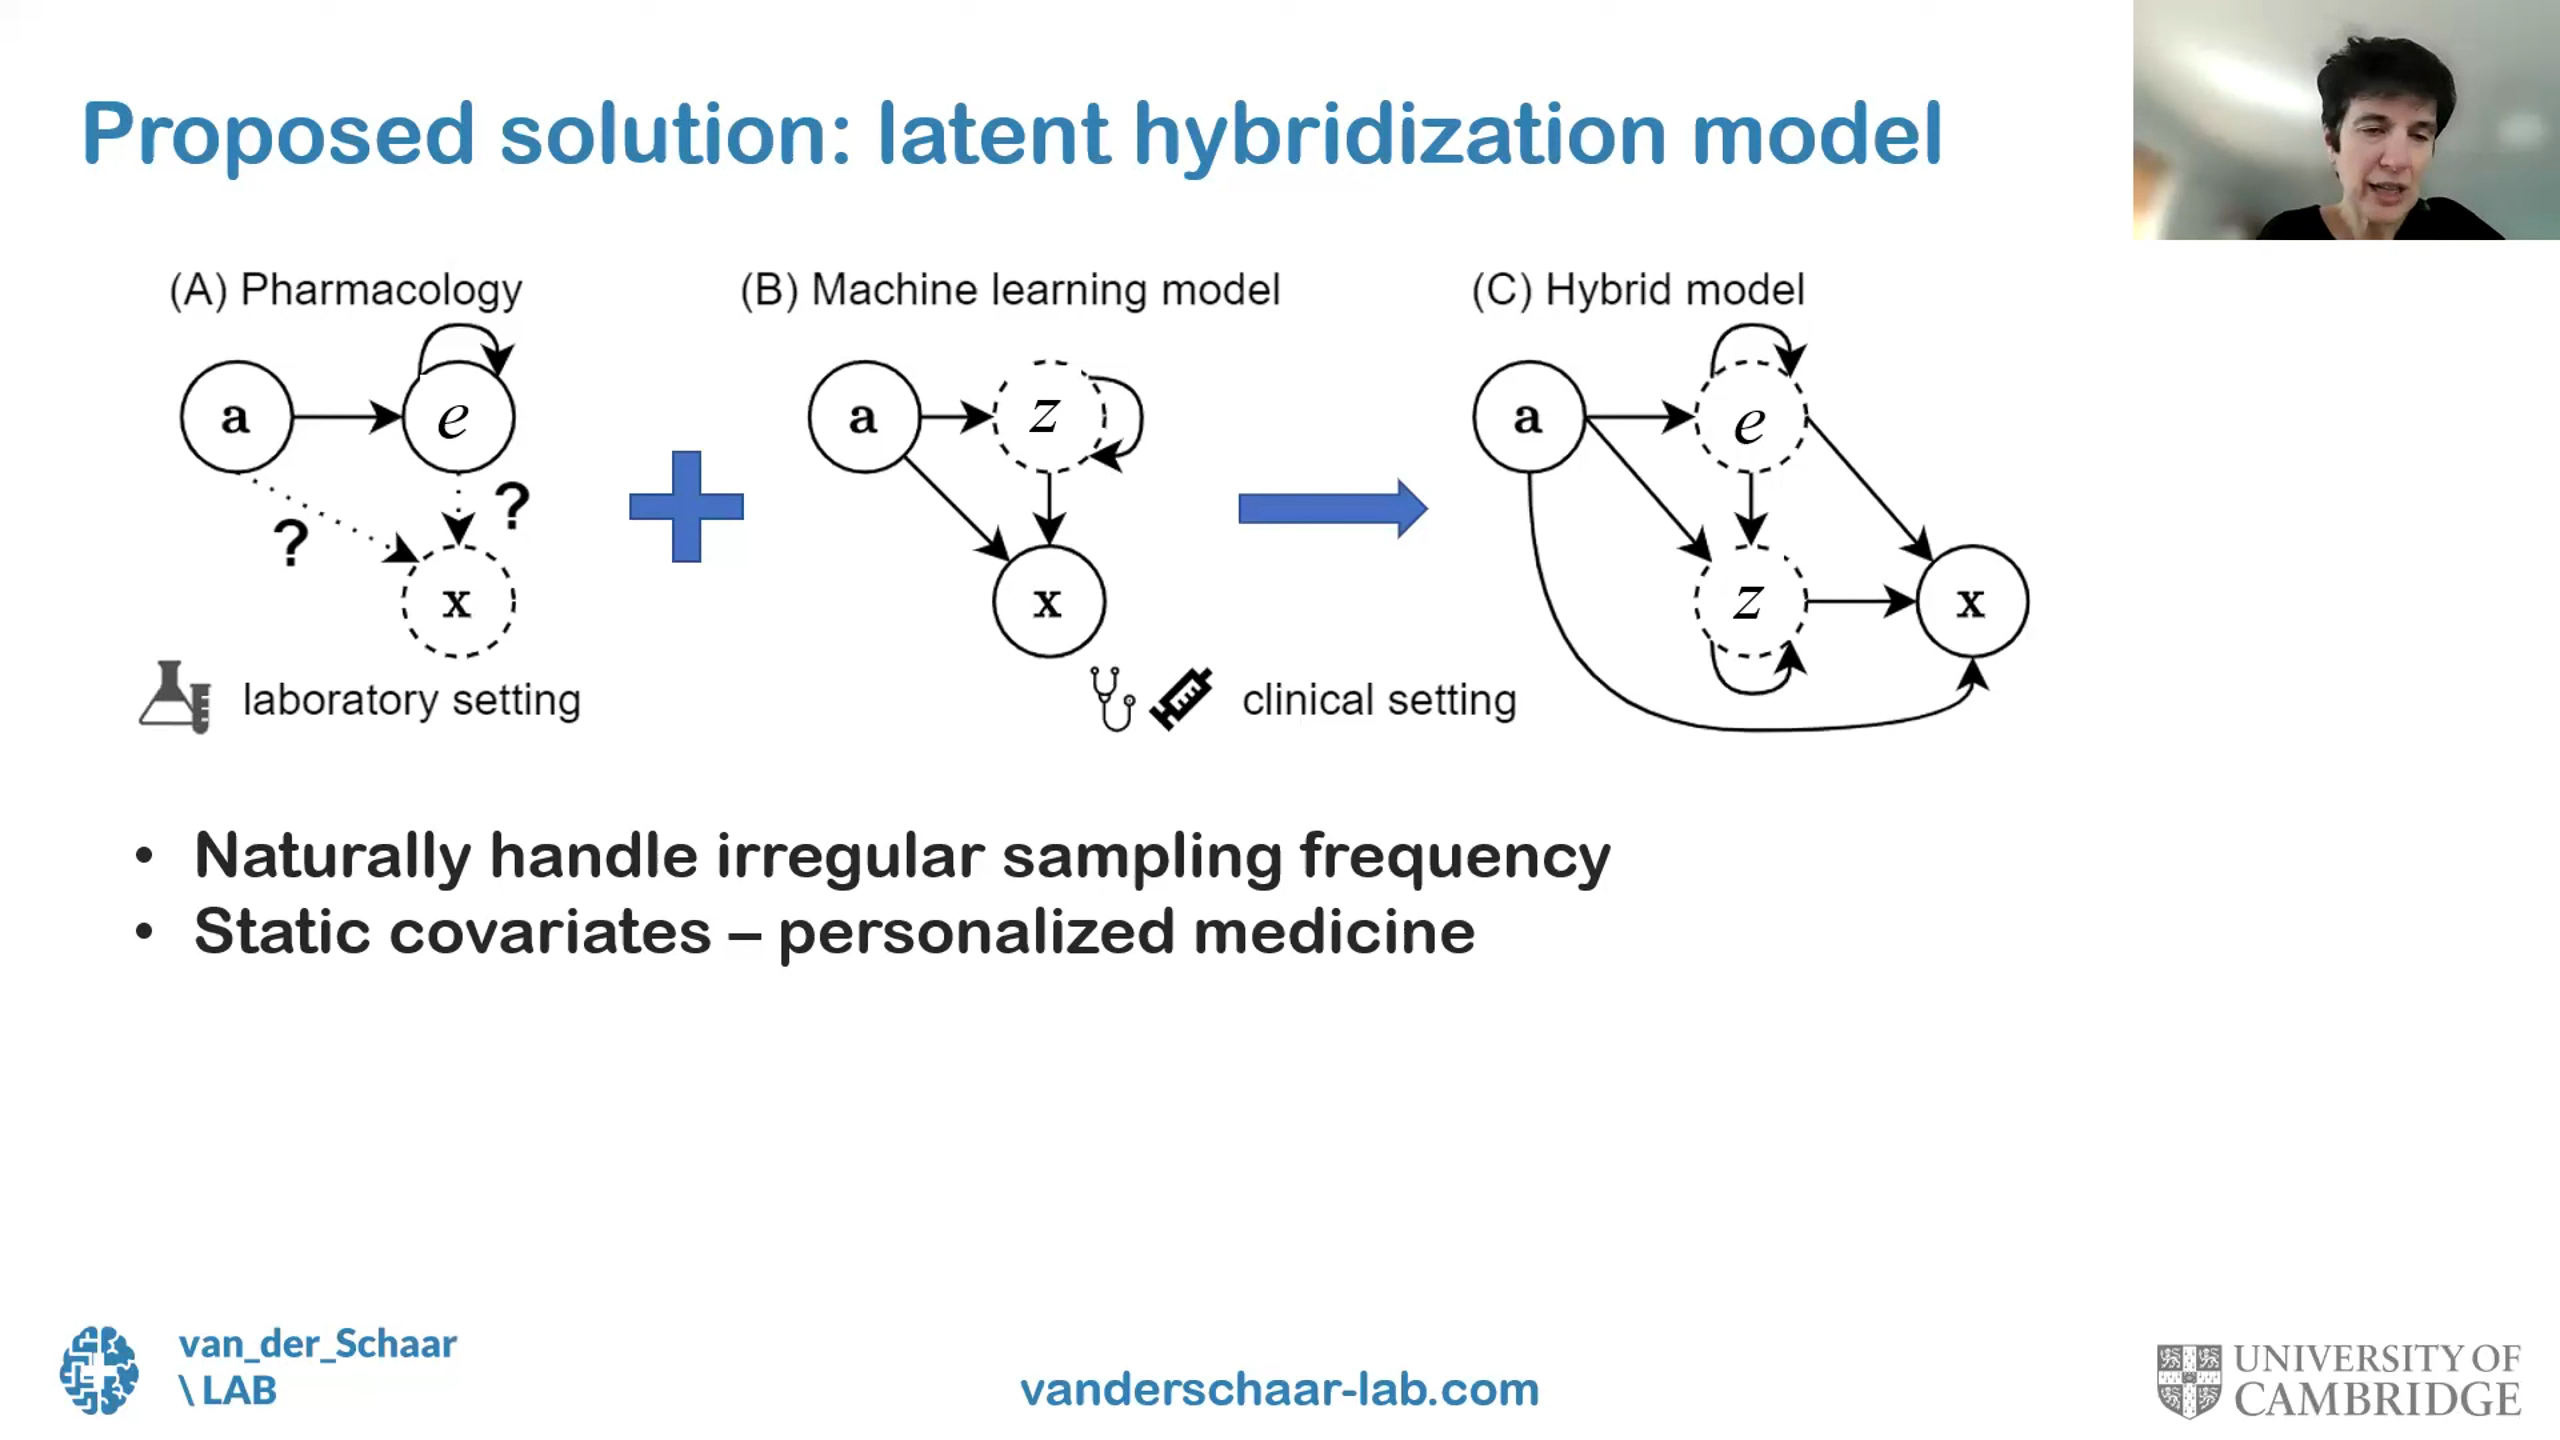 Proposed solution: latent hybridization model
(A) Pharmacology
a
e
?
?
x
laboratory setting
(B) Machine learning model
a
z
x
clinical setting
(C) Hybrid model
a
e
z
x
• Naturally handle irregular sampling frequency
• Static covariates – personalized medicine
van_der_Schaar
\ LAB
vanderschaar-lab.com
UNIVERSITY OF
CAMBRIDGE